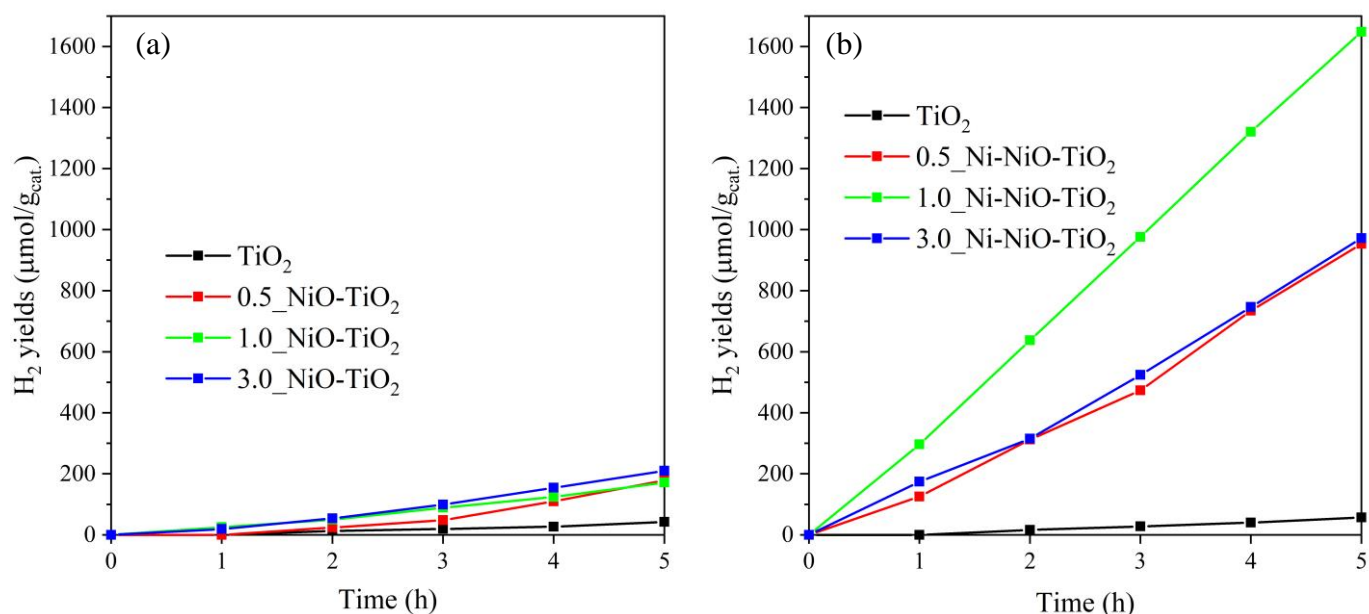 (a)
H₂ yields (µmol/g_cat.)
1600
1400
1200
1000
800
600
400
200
0
TiO₂
0.5_NiO-TiO₂
1.0_NiO-TiO₂
3.0_NiO-TiO₂
0 1 2 3 4 5
Time (h)
(b)
H₂ yields (µmol/g_cat.)
1600
1400
1200
1000
800
600
400
200
0
TiO₂
0.5_Ni-NiO-TiO₂
1.0_Ni-NiO-TiO₂
3.0_Ni-NiO-TiO₂
0 1 2 3 4 5
Time (h)